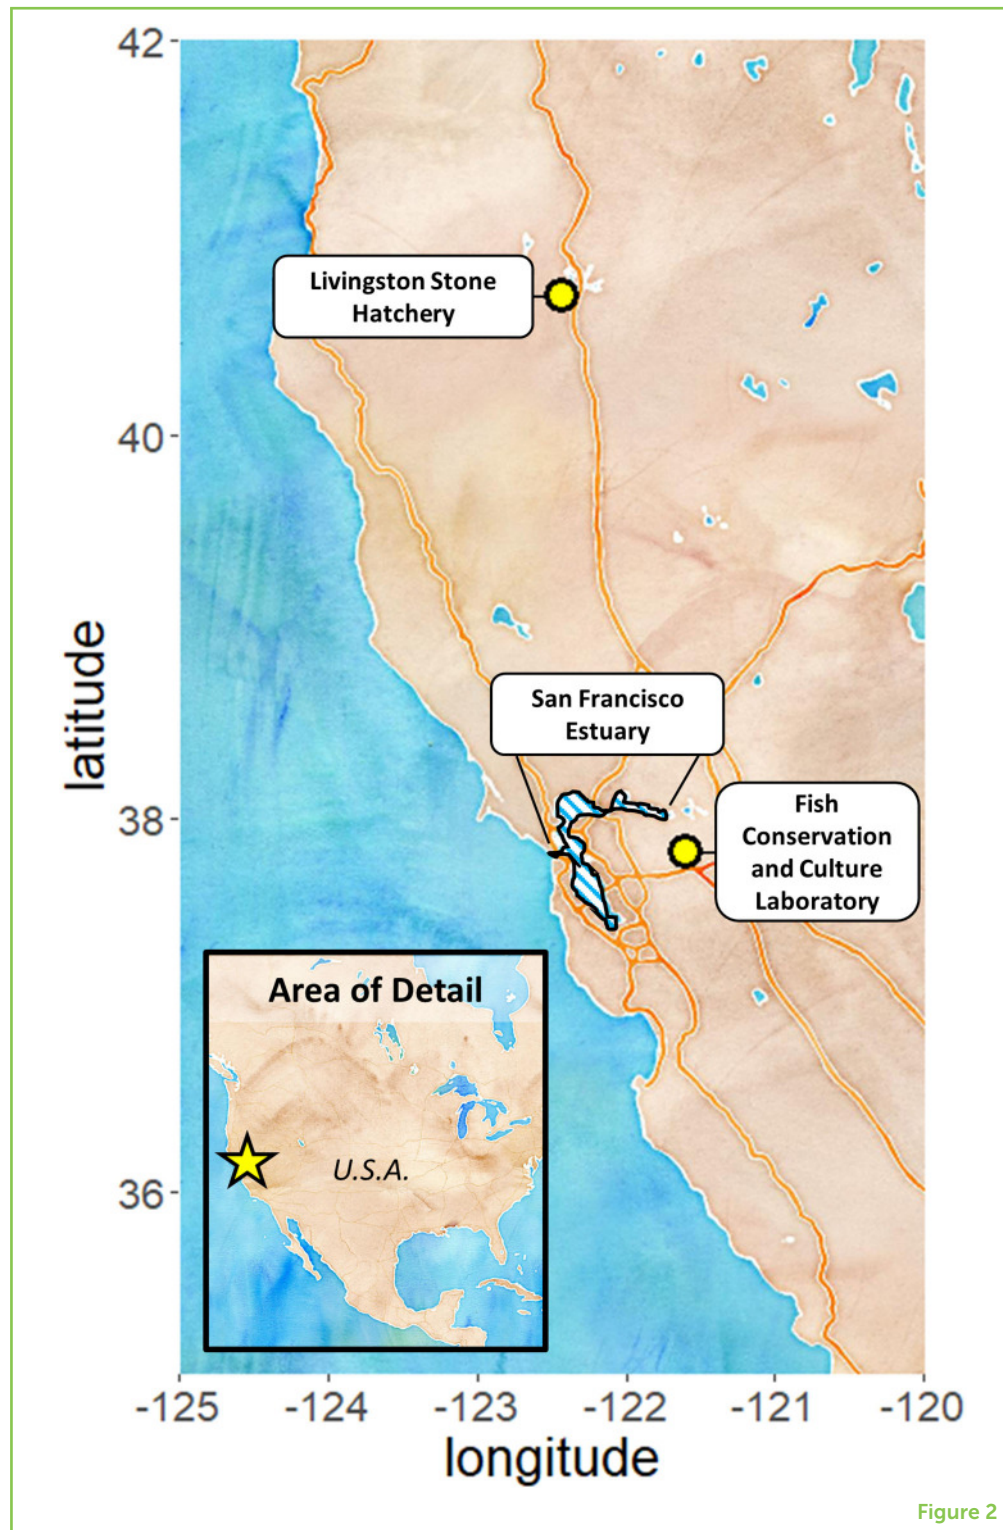 42
Livingston Stone
Hatchery
40
latitude
San Francisco
Estuary
38
Fish
Conservation
and Culture
Laboratory
Area of Detail
U.S.A.
36
-125
-124
-123
-122
-121
-120
longitude
Figure 2